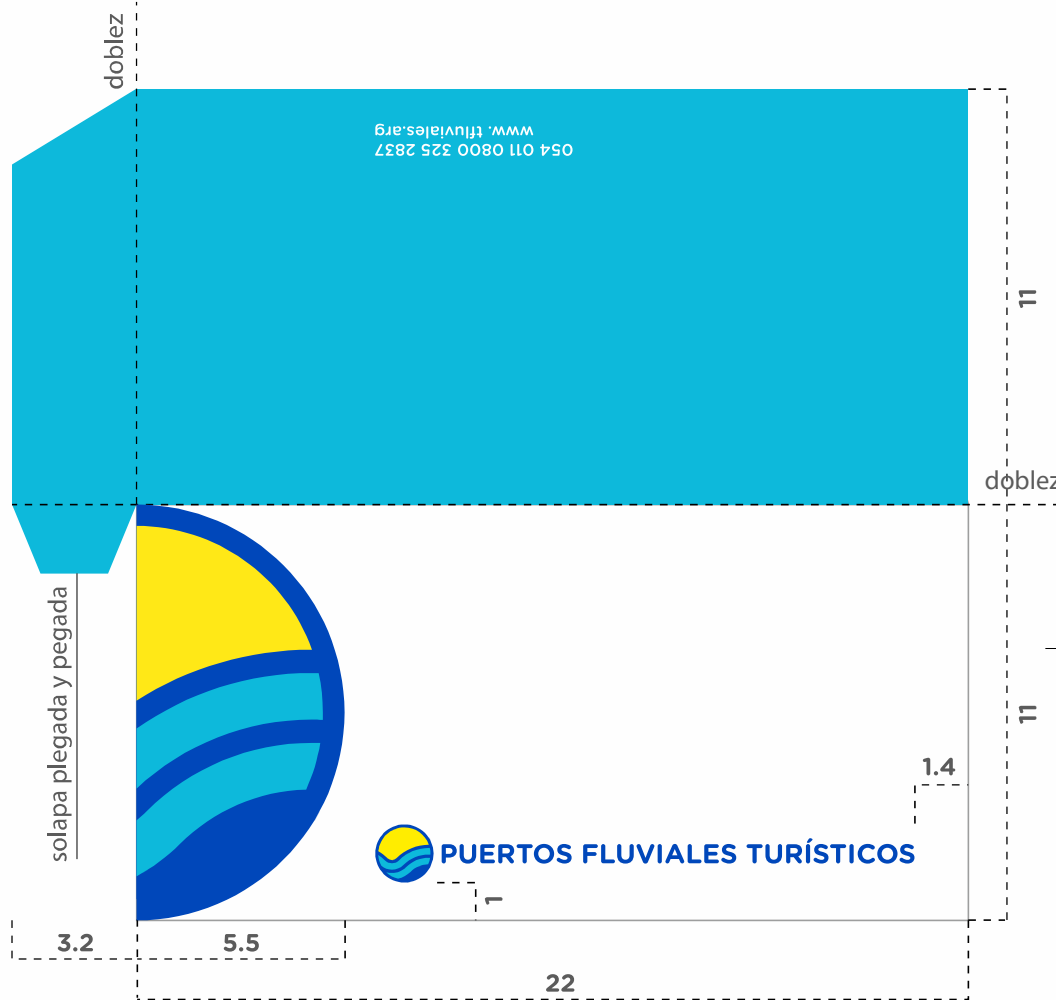 doblez
054 011 0800 325 2837
www. tfluviales.arg
11
doblez
solapa plegada y pegada
11
1.4
PUERTOS FLUVIALES TURÍSTICOS
1
3.2
5.5
22